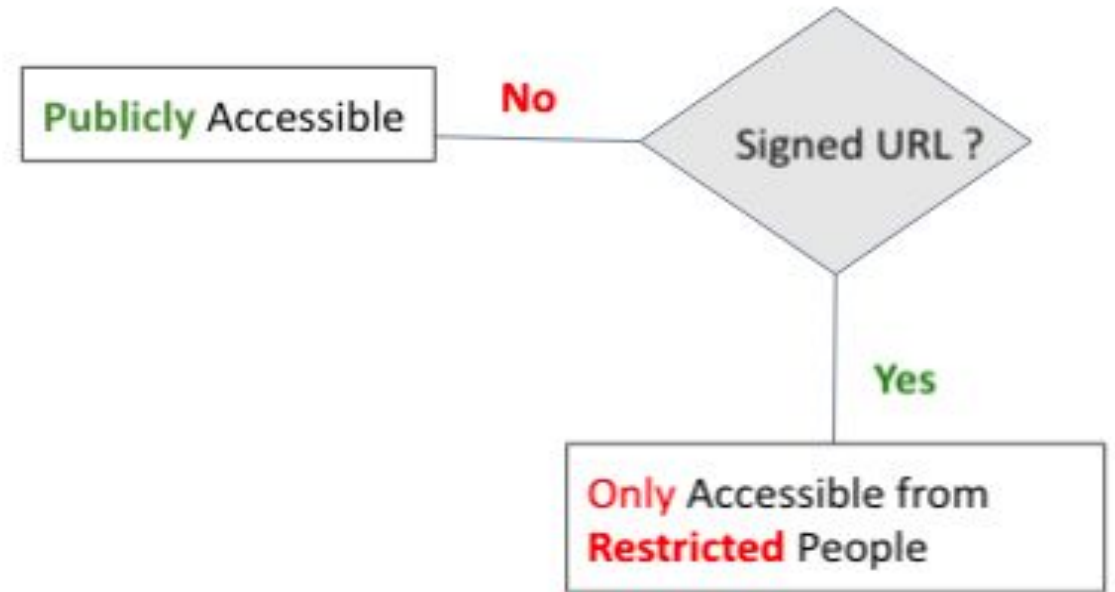 Publicly Accessible
No
Signed URL ?
Yes
Only Accessible from
Restricted People